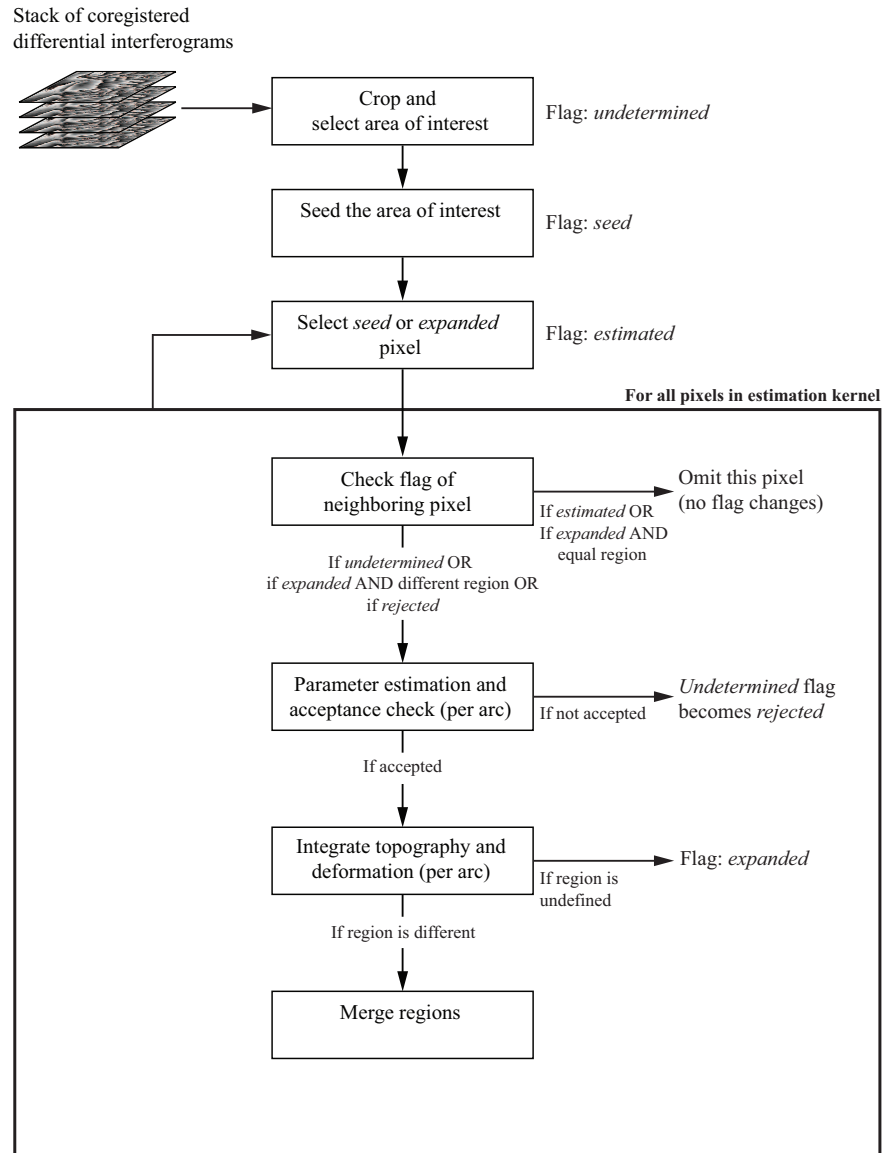 Stack of coregistered
differential interferograms
Crop and
select area of interest
Flag: undetermined
Seed the area of interest
Flag: seed
Select seed or expanded
pixel
Flag: estimated
For all pixels in estimation kernel
Check flag of
neighboring pixel
Omit this pixel
(no flag changes)
If estimated OR
If expanded AND
equal region
If undetermined OR
if expanded AND different region OR
if rejected
Parameter estimation and
acceptance check (per arc)
If not accepted
Undetermined flag
becomes rejected
If accepted
Integrate topography and
deformation (per arc)
If region is
undefined
Flag: expanded
If region is different
Merge regions